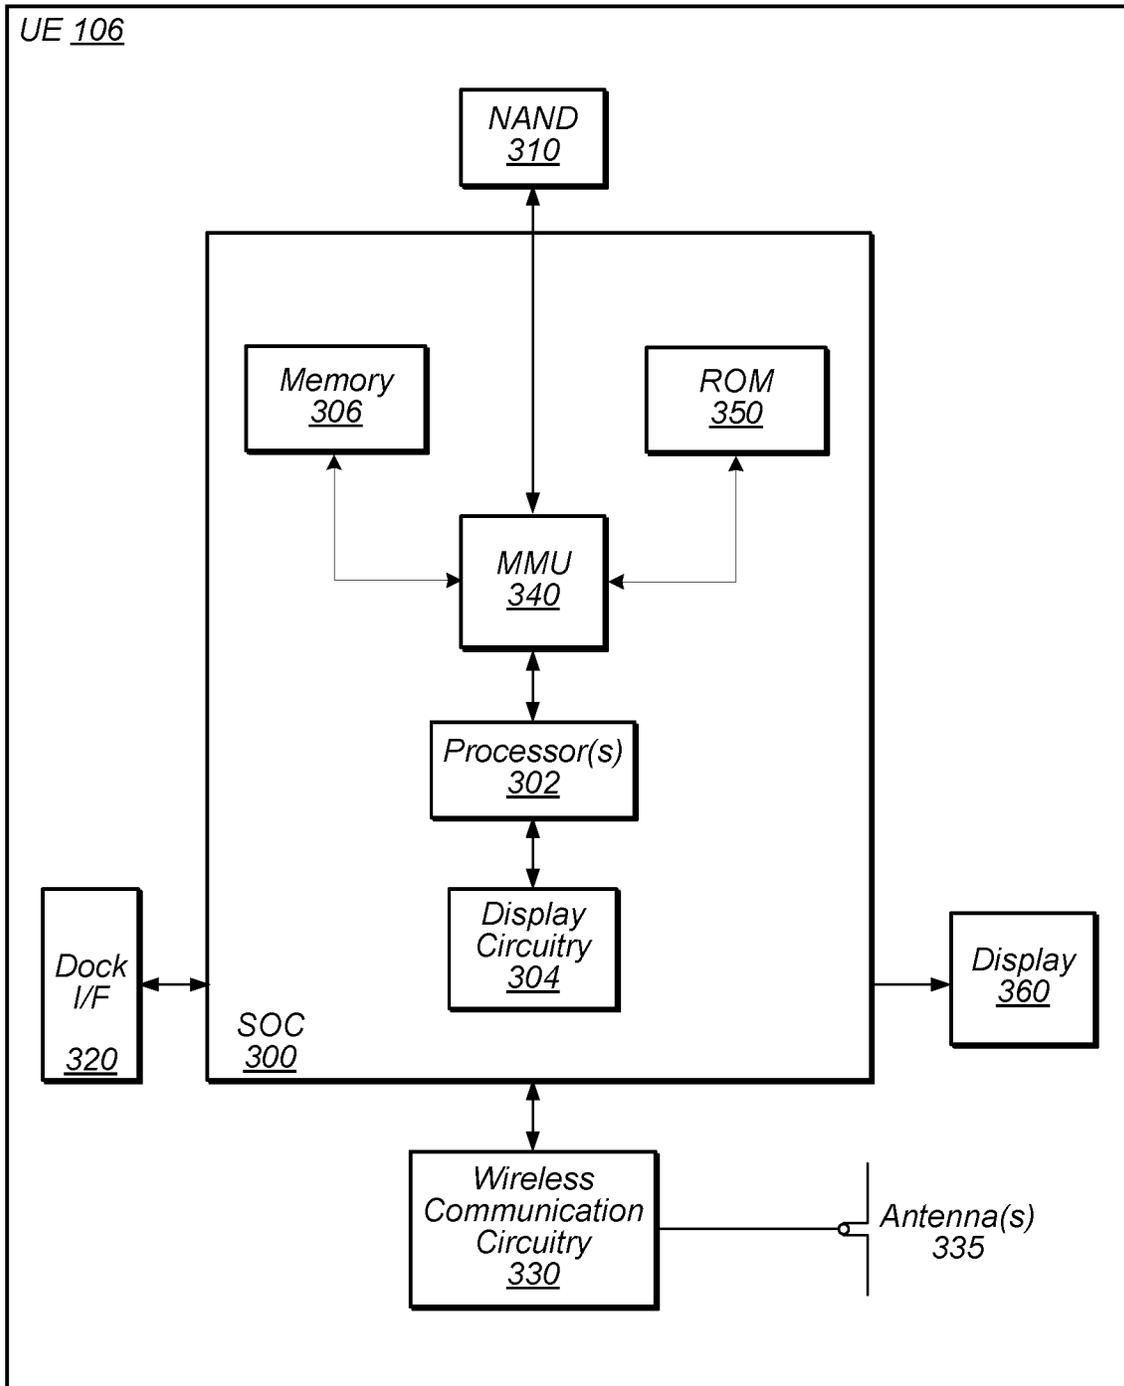 UE 106
NAND
310
Memory
306
ROM
350
MMU
340
Processor(s)
302
Display
Circuitry
304
Dock
I/F
320
SOC
300
Display
360
Wireless
Communication
Circuitry
330
Antenna(s)
335